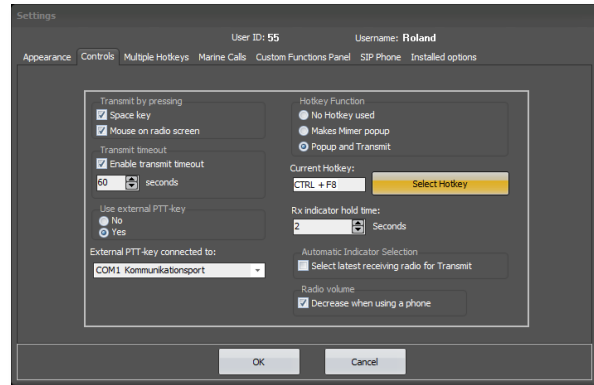 Settings
User ID: 55 Username: Roland
Appearance Controls Multiple Hotkeys Marine Calls Custom Functions Panel SIP Phone Installed options
Transmit by pressing
Space key
Mouse on radio screen
Transmit timeout
Enable transmit timeout
60 seconds
Use external PTT-key
No
Yes
External PTT-key connected to:
COM1 Kommunikationsport
Hotkey Function
No Hotkey used
Makes Mimer popup
Popup and Transmit
Current Hotkey:
CTRL + F8 Select Hotkey
Rx indicator hold time:
2 Seconds
Automatic Indicator Selection
Select latest receiving radio for Transmit
Radio volume
Decrease when using a phone
OK Cancel